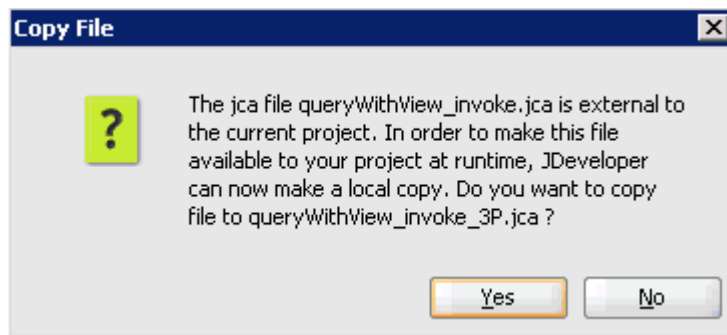 Copy File
The jca file queryWithView_invoke.jca is external to
the current project. In order to make this file
available to your project at runtime, JDeveloper
can now make a local copy. Do you want to copy
file to queryWithView_invoke_3P.jca ?
Yes
No